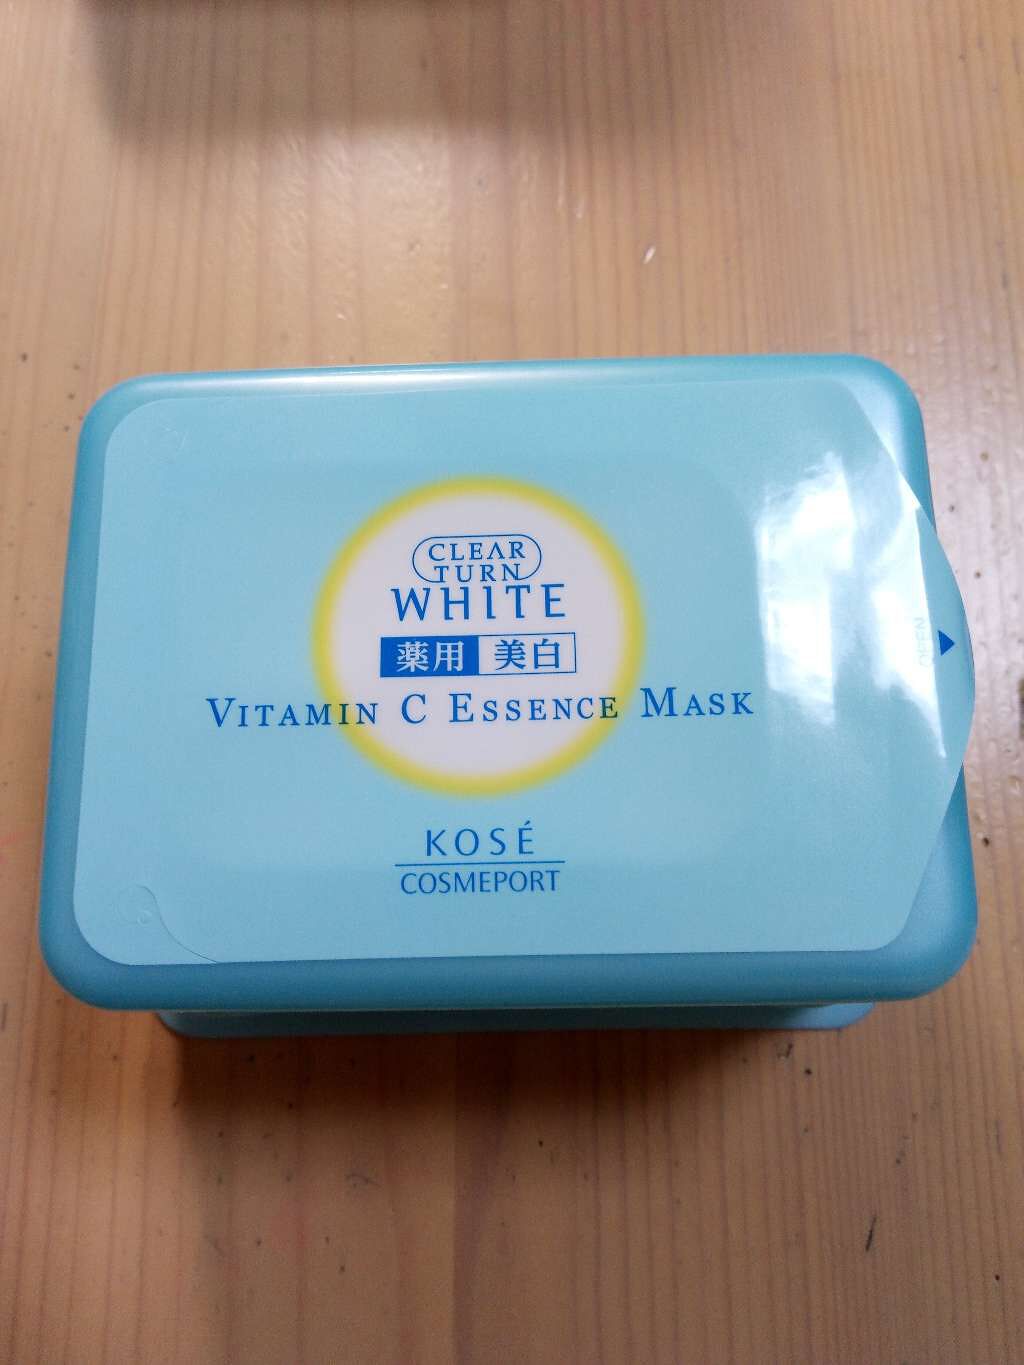 CLEAR
TURN
WHITE
薬用 美白
VITAMIN C ESSENCE MASK
OPEN
KOSÉ
COSMEPORT